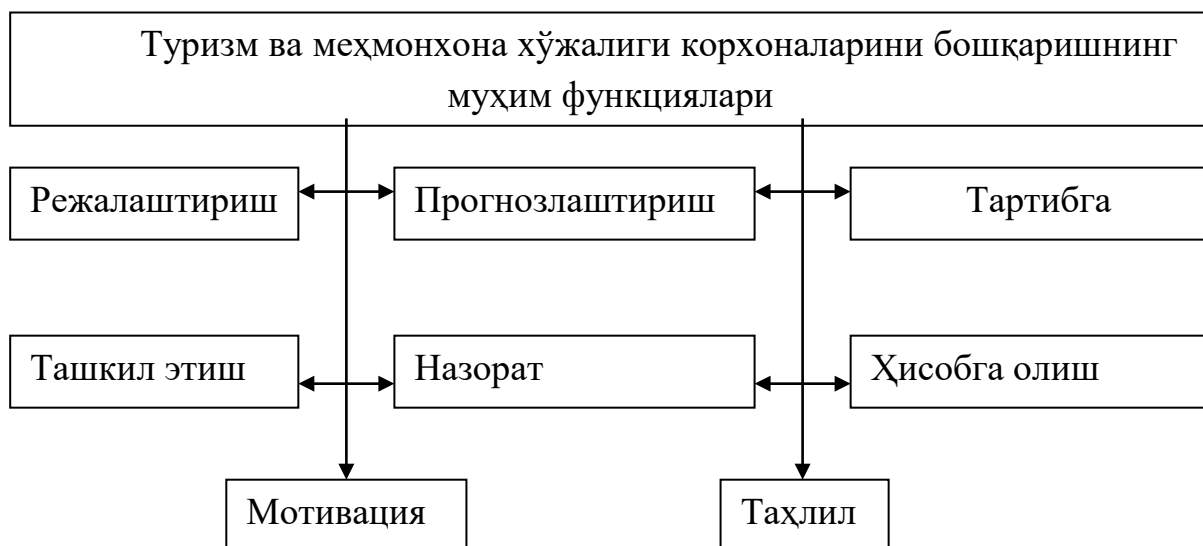 Туризм ва меҳмонхона хўжалиги корхоналарини бошқаришнинг
муҳим функциялари
Режалаштириш
Прогнозлаштириш
Тартибга
Ташкил этиш
Назорат
Ҳисобга олиш
Мотивация
Таҳлил